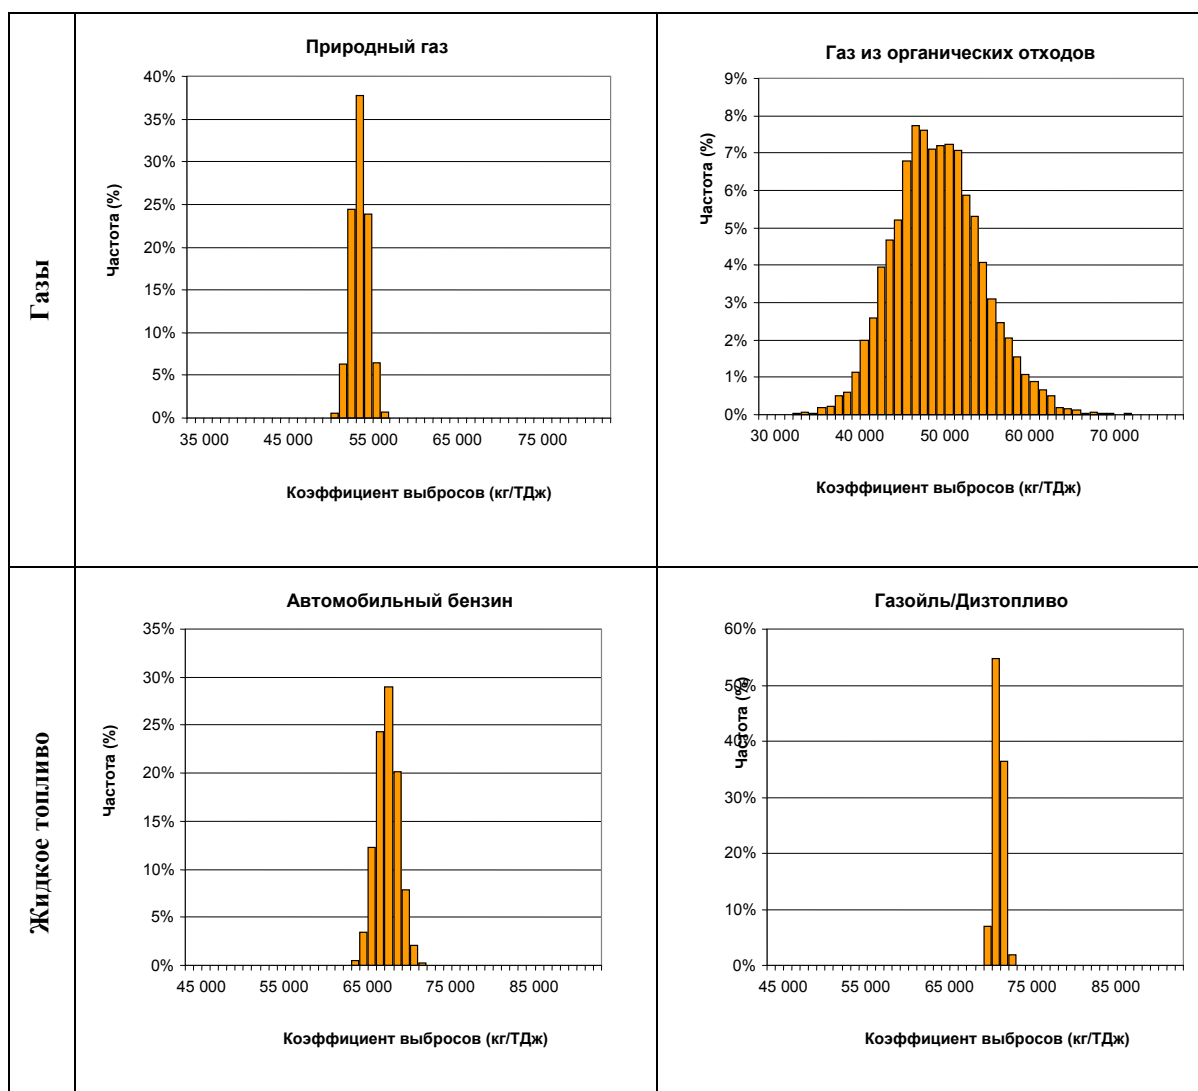 Газы
Природный газ
40%
35%
30%
25%
20%
15%
10%
5%
0%
Частота (%)
35 000 45 000 55 000 65 000 75 000
Коэффициент выбросов (кг/ТДж)
Газ из органических отходов
9%
8%
7%
6%
5%
4%
3%
2%
1%
0%
Частота (%)
30 000 40 000 50 000 60 000 70 000
Коэффициент выбросов (кг/ТДж)
Жидкое топливо
Автомобильный бензин
35%
30%
25%
20%
15%
10%
5%
0%
Частота (%)
45 000 55 000 65 000 75 000 85 000
Коэффициент выбросов (кг/ТДж)
Газойль/Дизтопливо
60%
50%
40%
30%
20%
10%
0%
Частота (%)
45 000 55 000 65 000 75 000 85 000
Коэффициент выбросов (кг/ТДж)